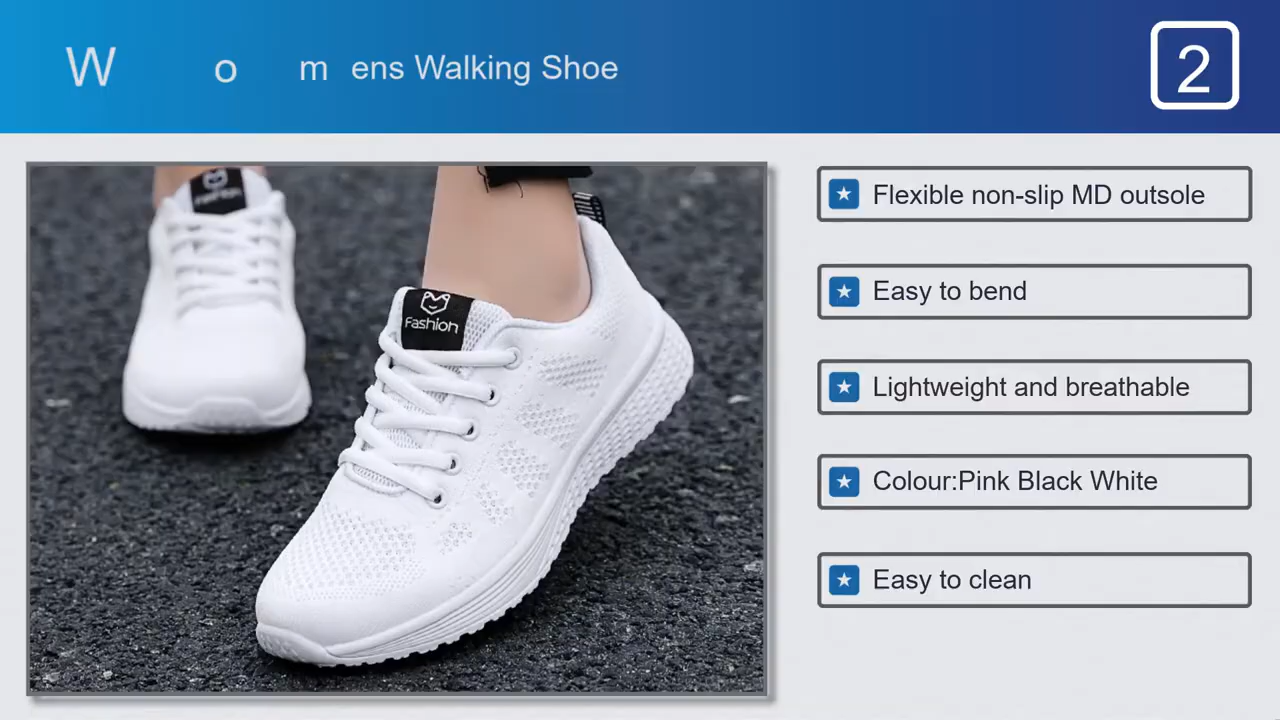 Womens Walking Shoe
2
Fashion
Flexible non-slip MD outsole
Easy to bend
Lightweight and breathable
Colour:Pink Black White
Easy to clean